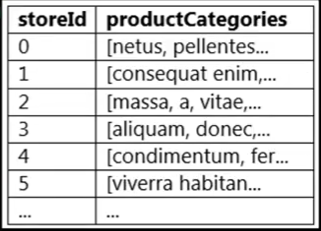 storeId productCategories
0 [netus, pellentes...
1 [consequat enim,...
2 [massa, a, vitae,...
3 [aliquam, donec,...
4 [condimentum, fer...
5 [viverra habitan...
... ...